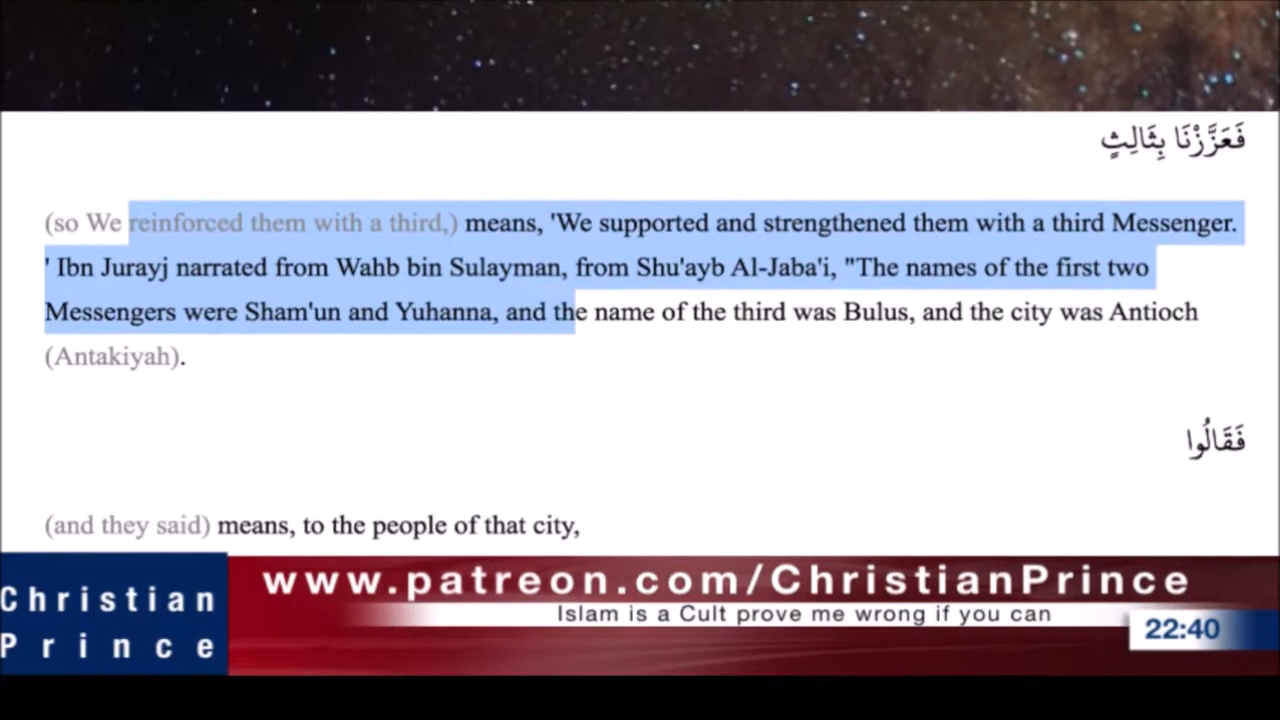 فَعَزَّزْنَا بِثَالِثٍ
(so We reinforced them with a third,) means, 'We supported and strengthened them with a third Messenger.
' Ibn Jurayj narrated from Wahb bin Sulayman, from Shu'ayb Al-Jaba'i, "The names of the first two
Messengers were Sham'un and Yuhanna, and the name of the third was Bulus, and the city was Antioch
(Antakiyah).
فَقَالُوا
(and they said) means, to the people of that city,
Christian
Prince
www.patreon.com/ChristianPrince
Islam is a Cult prove me wrong if you can
22:40